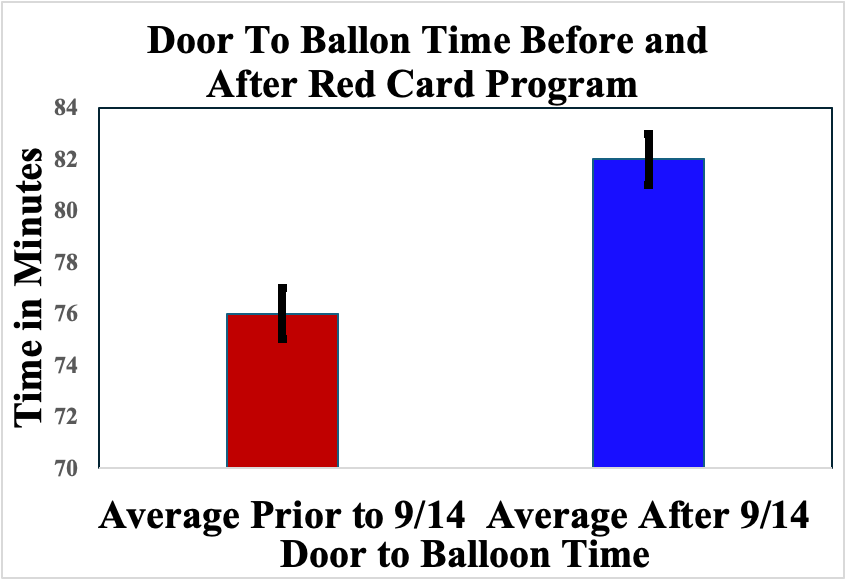 Door To Ballon Time Before and
After Red Card Program
Time in Minutes
84
82
80
78
76
74
72
70
Average Prior to 9/14 Average After 9/14
Door to Balloon Time